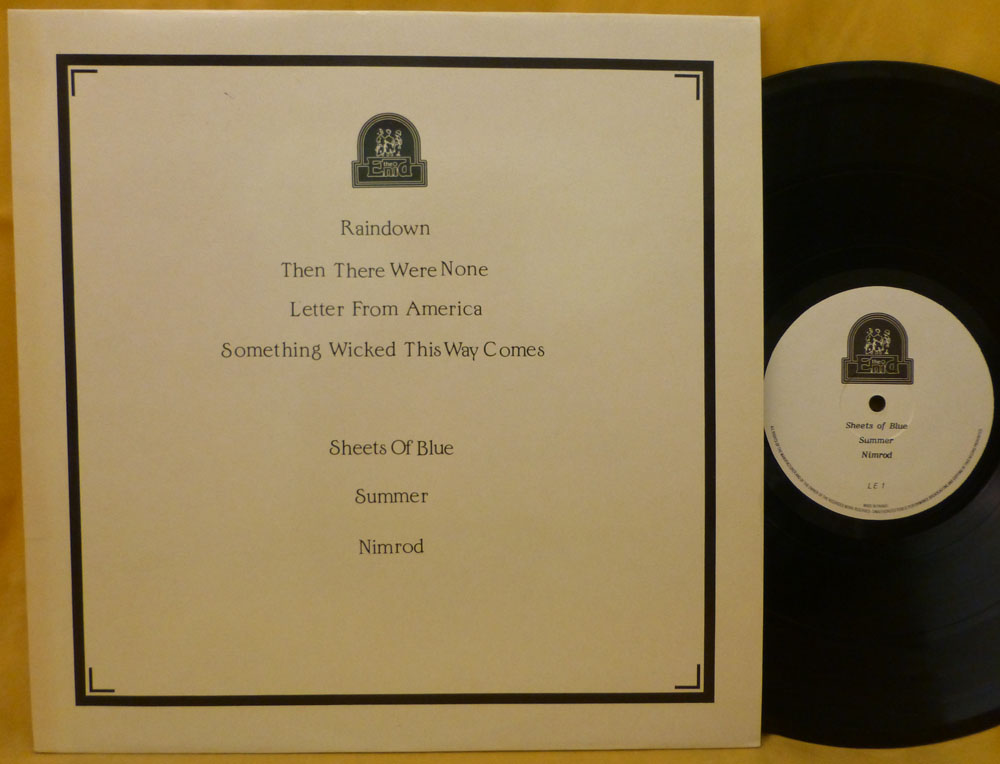 the
Enid
Raindown
Then There Were None
Letter From America
Something Wicked This Way Comes
Sheets Of Blue
Summer
Nimrod
the
Enid
Sheets of Blue
Summer
Nimrod
LE 1